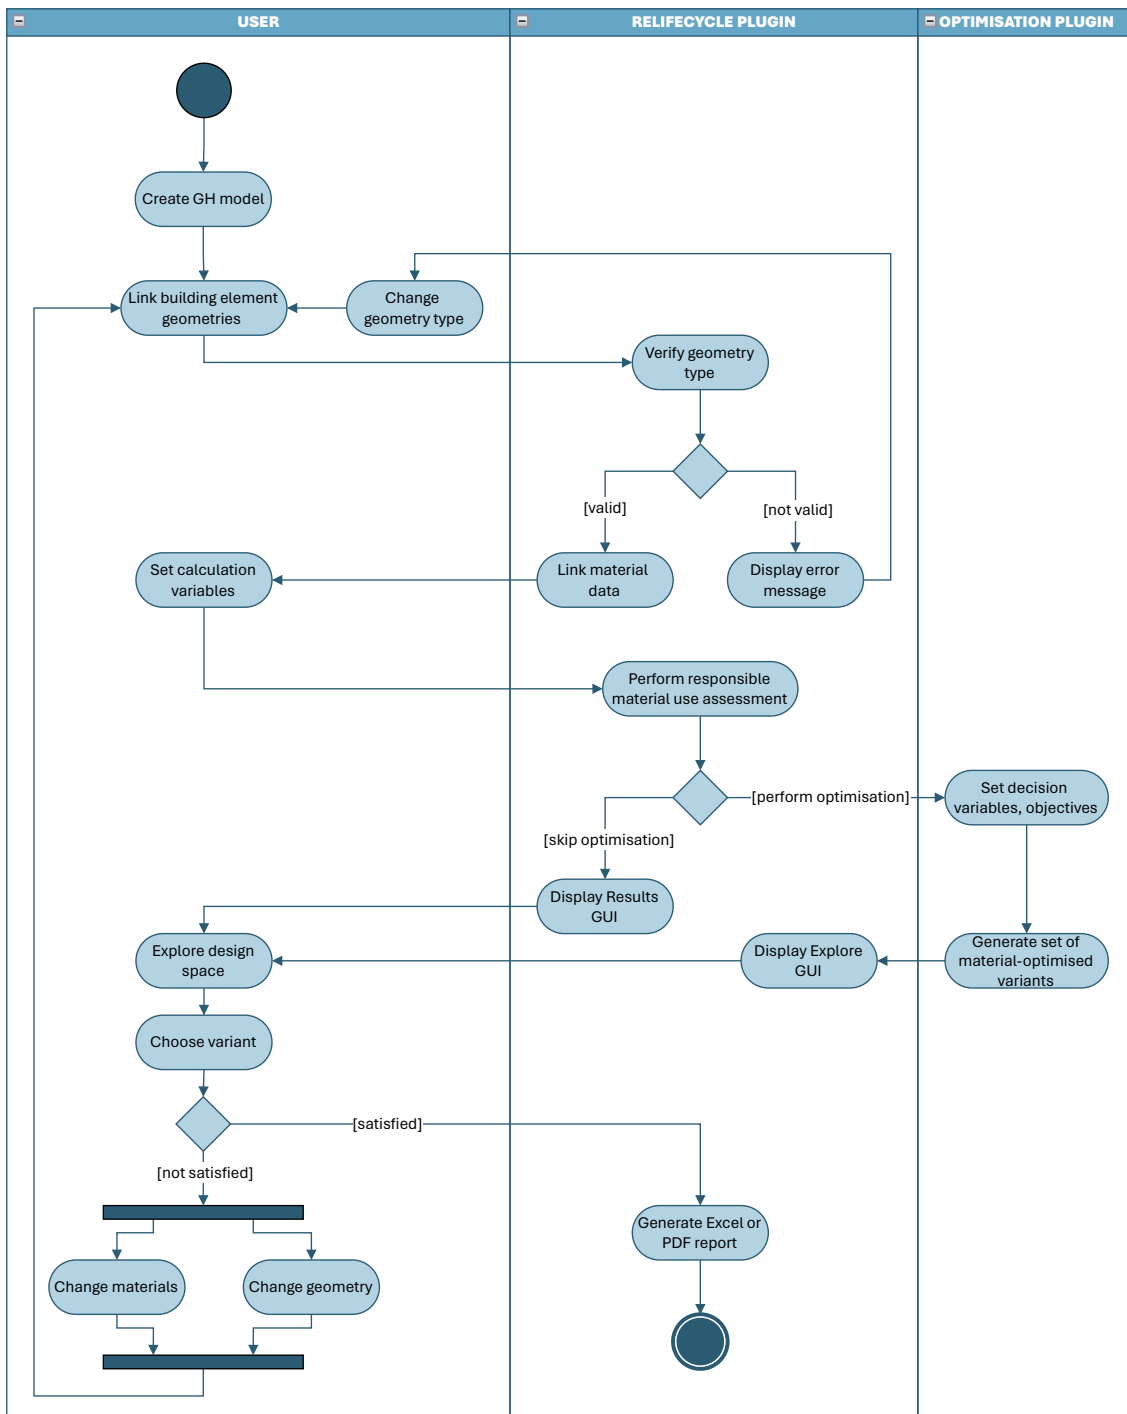 USER
RELIFECYCLE PLUGIN
OPTIMISATION PLUGIN
Create GH model
Link building element
geometries
Change
geometry type
Verify geometry
type
[valid]
[not valid]
Set calculation
variables
Link material
data
Display error
message
Perform responsible
material use assessment
[perform optimisation]
Set decision
variables, objectives
[skip optimisation]
Display Results
GUI
Explore design
space
Display Explore
GUI
Generate set of
material-optimised
variants
Choose variant
[satisfied]
[not satisfied]
Generate Excel or
PDF report
Change materials
Change geometry